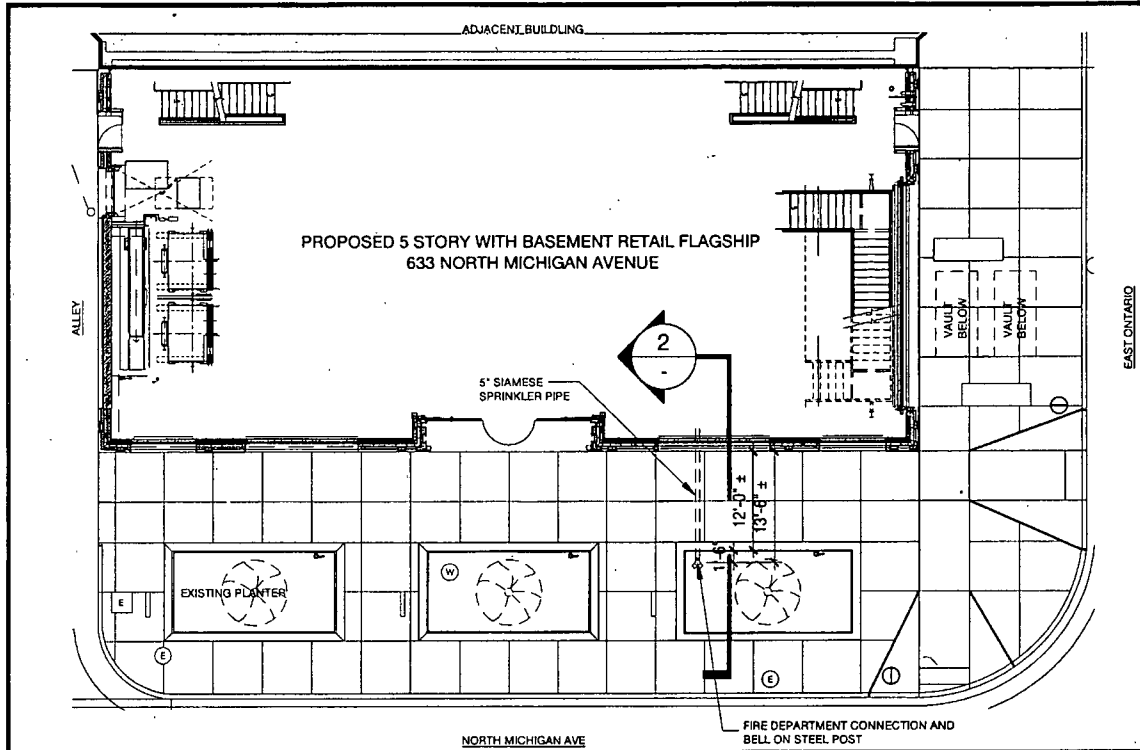 ADJACENT BUILDING
PROPOSED 5 STORY WITH BASEMENT RETAIL FLAGSHIP
633 NORTH MICHIGAN AVENUE
ALLEY
VAULT
BELOW
VAULT
BELOW
EAST ONTARIO
2
-
5" SIAMESE
SPRINKLER PIPE
12'-0" ±
13'-6" ±
1'-6"
W
EXISTING PLANTER
E
E
E
FIRE DEPARTMENT CONNECTION AND
BELL ON STEEL POST
NORTH MICHIGAN AVE